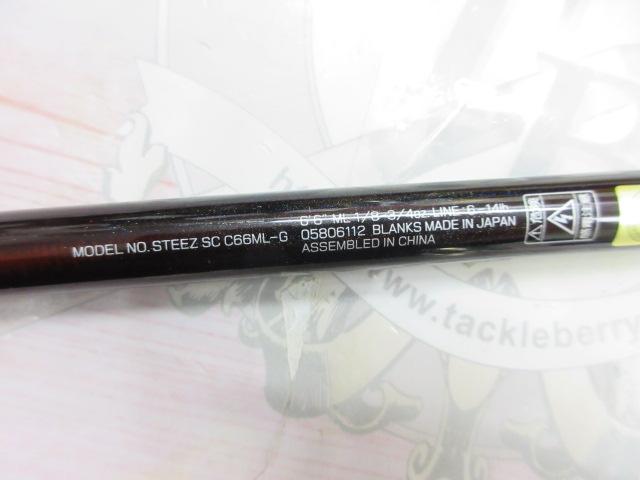 MODEL NO. STEEZ SC C66ML-G
6'6" ML 1/8-3/4oz. LINE: 8-14lb.
05806112 BLANKS MADE IN JAPAN
ASSEMBLED IN CHINA
www.tackleberry